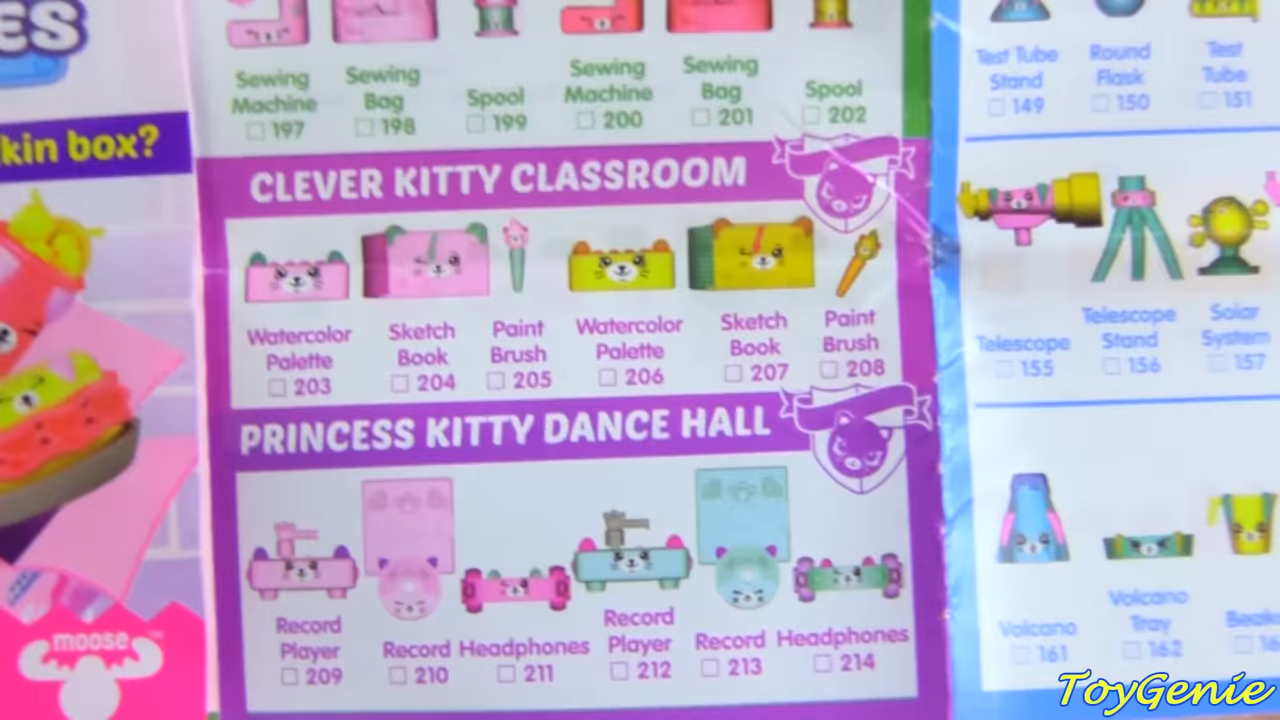 ES
kin box?
moose™
Sewing Machine 197
Sewing Bag 198
Spool 199
Sewing Machine 200
Sewing Bag 201
Spool 202
CLEVER KITTY CLASSROOM
Watercolor Palette 203
Sketch Book 204
Paint Brush 205
Watercolor Palette 206
Sketch Book 207
Paint Brush 208
PRINCESS KITTY DANCE HALL
Record Player 209
Record 210
Headphones 211
Record Player 212
Record 213
Headphones 214
Test Tube Stand 149
Round Flask 150
Test Tube 151
Telescope 155
Telescope Stand 156
Solar System 157
Volcano 161
Volcano Tray 162
ToyGenie